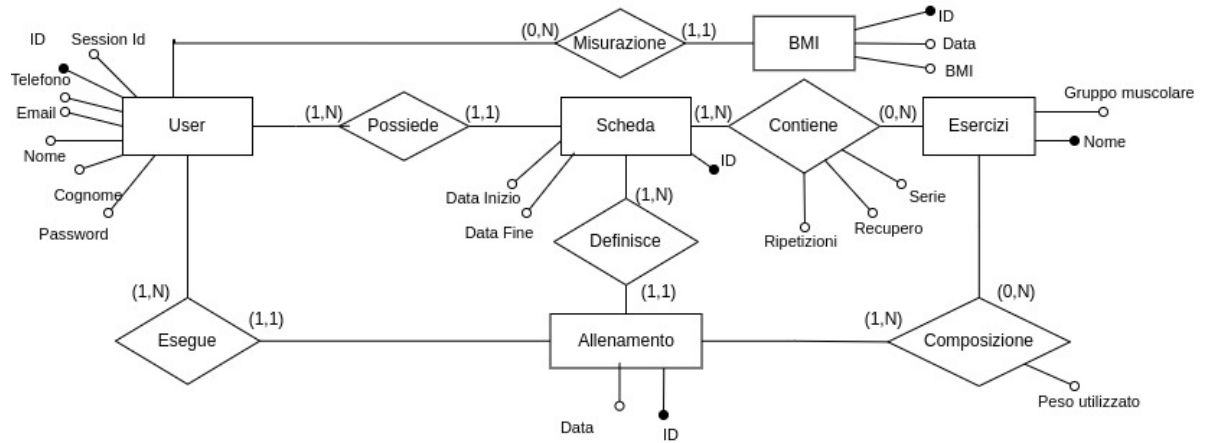 (0,N)
Misurazione
(1,1)
BMI
ID
Data
BMI
ID
Session Id
Telefono
Email
Nome
Cognome
Password
User
(1,N)
Possiede
(1,1)
Scheda
(1,N)
Contiene
(0,N)
Esercizi
Gruppo muscolare
Nome
ID
Data Inizio
Data Fine
(1,N)
Serie
Recupero
Ripetizioni
Definisce
(1,1)
(1,N)
Esegue
(1,1)
Allenamento
(1,N)
(0,N)
Composizione
Peso utilizzato
Data
ID